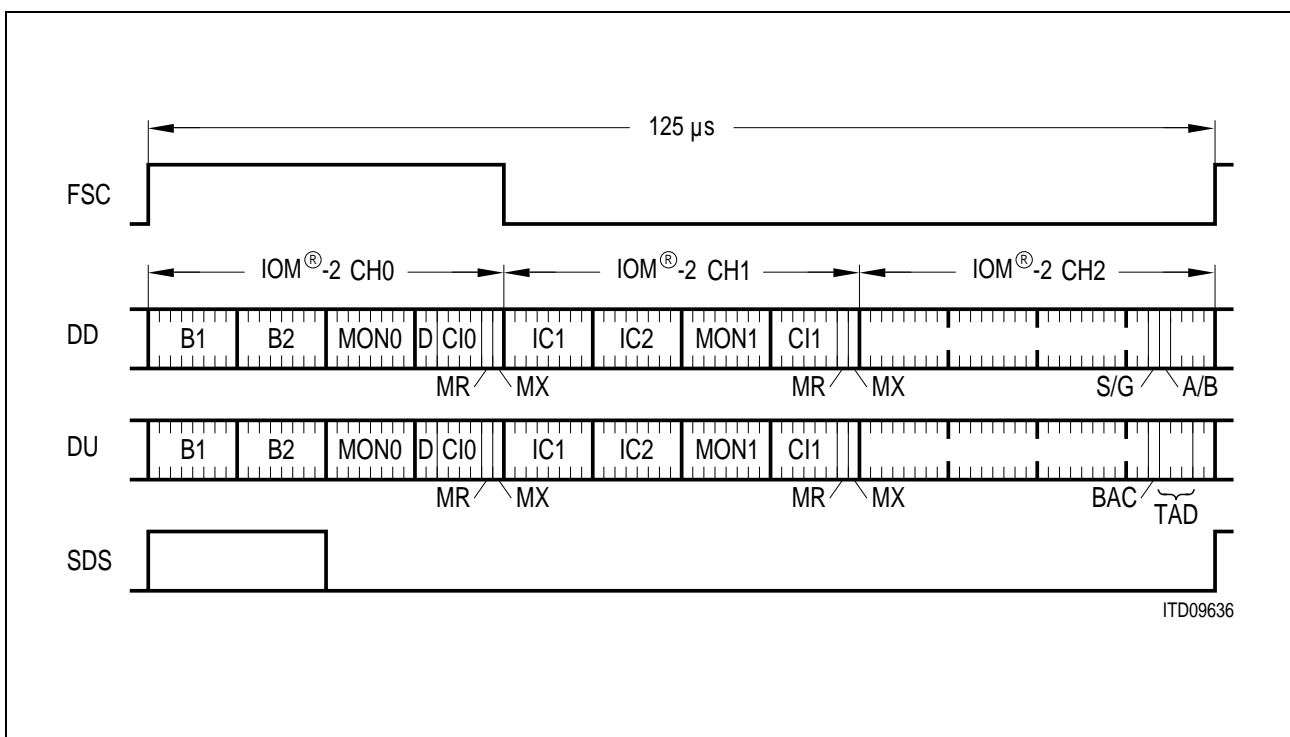 125 µs
FSC
IOM®-2 CH0 IOM®-2 CH1 IOM®-2 CH2
DD B1 B2 MON0 D CI0 IC1 IC2 MON1 CI1
MR MX MR MX S/G A/B
DU B1 B2 MON0 D CI0 IC1 IC2 MON1 CI1
MR MX MR MX BAC TAD
SDS
ITD09636